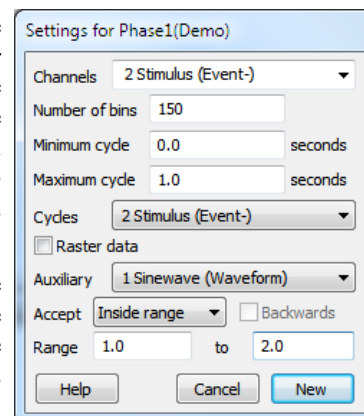 Settings for Phase1(Demo)
Channels 2 Stimulus (Event-)
Number of bins 150
Minimum cycle 0.0 seconds
Maximum cycle 1.0 seconds
Cycles 2 Stimulus (Event-)
Raster data
Auxiliary 1 Sinewave (Waveform)
Accept Inside range Backwards
Range 1.0 to 2.0
Help Cancel New